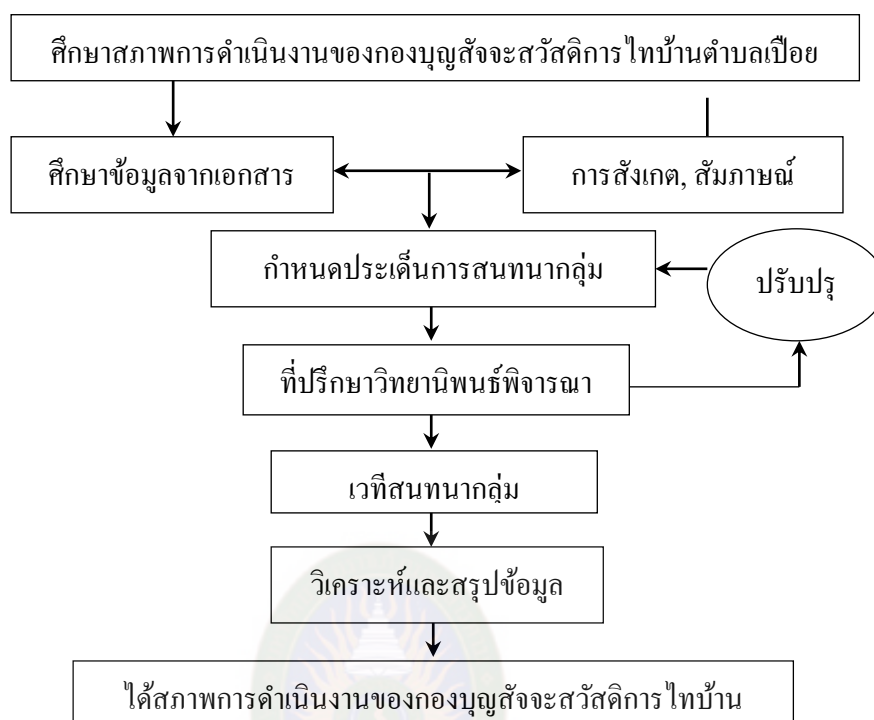 ศึกษาสภาพการดำเนินงานของกองบุญสัจจะสวัสดิการไทบ้านตำบลเปือย
ศึกษาข้อมูลจากเอกสาร
การสังเกต, สัมภาษณ์
กำหนดประเด็นการสนทนากลุ่ม
ปรับปรุ
ที่ปรึกษาวิทยานิพนธ์พิจารณา
เวทีสนทนากลุ่ม
วิเคราะห์และสรุปข้อมูล
ได้สภาพการดำเนินงานของกองบุญสัจจะสวัสดิการไทบ้าน